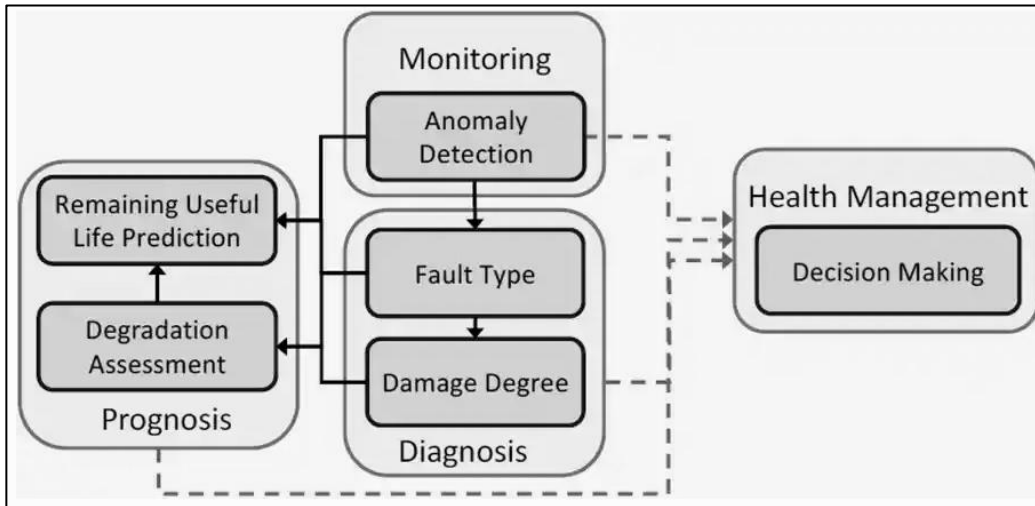 Monitoring
Anomaly
Detection
Remaining Useful
Life Prediction
Degradation
Assessment
Prognosis
Fault Type
Damage Degree
Diagnosis
Health Management
Decision Making